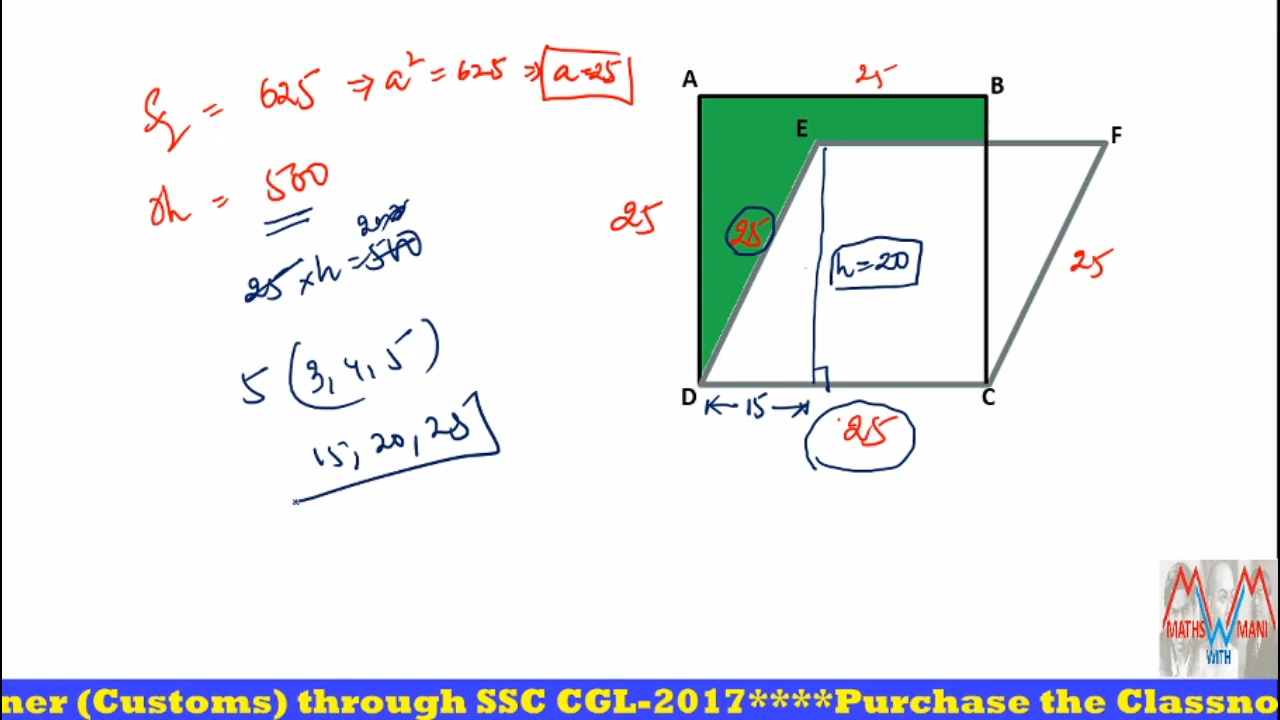 Sq = 625 ⇒ a² = 625 ⇒ a=25
rh = 500
25 × h = 500
20
5 (3, 4, 5)
15, 20, 25
A
25
B
E
F
25
25
h=20
25
D
←15→
C
25
MATHS
WITH
MANI
ner (Customs) through SSC CGL-2017****Purchase the Classno